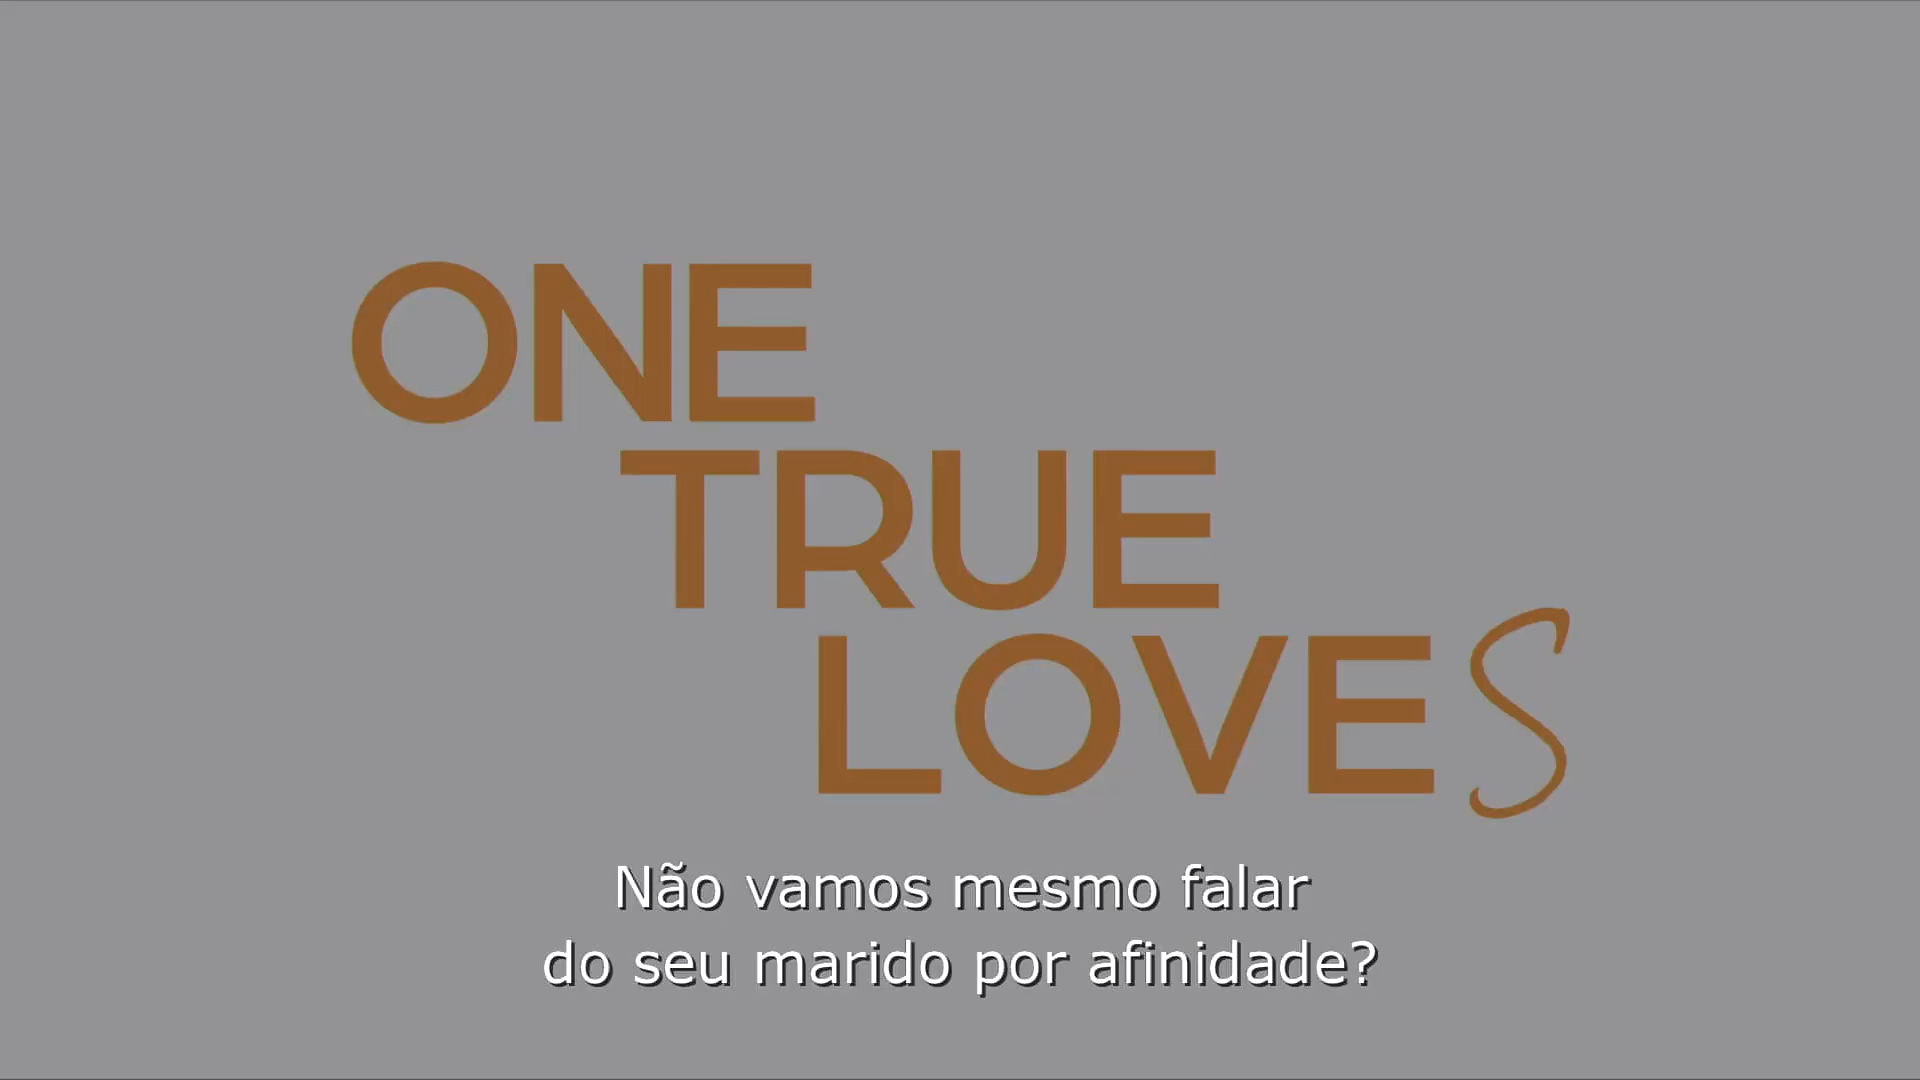 ONE
TRUE
LOVES
Não vamos mesmo falar
do seu marido por afinidade?